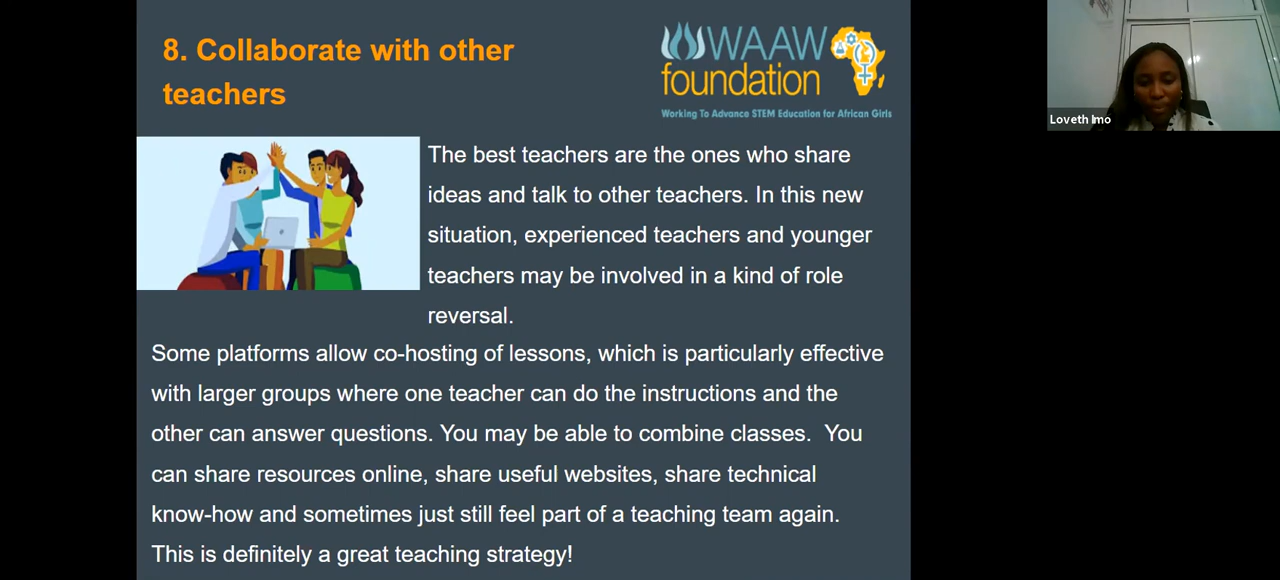 8. Collaborate with other
teachers
WAAW
foundation
Working To Advance STEM Education for African Girls
Loveth Imo
The best teachers are the ones who share
ideas and talk to other teachers. In this new
situation, experienced teachers and younger
teachers may be involved in a kind of role
reversal.
Some platforms allow co-hosting of lessons, which is particularly effective
with larger groups where one teacher can do the instructions and the
other can answer questions. You may be able to combine classes.  You
can share resources online, share useful websites, share technical
know-how and sometimes just still feel part of a teaching team again.
This is definitely a great teaching strategy!